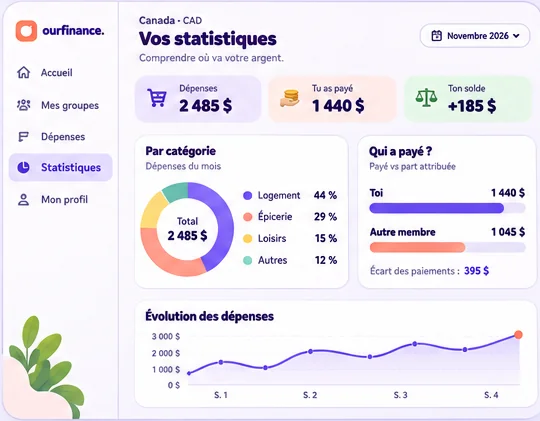 ourfinance.
Accueil
Mes groupes
Dépenses
Statistiques
Mon profil
Canada · CAD
Vos statistiques
Comprendre où va votre argent.
Novembre 2026
Dépenses
2 485 $
Tu as payé
1 440 $
Ton solde
+185 $
Par catégorie
Dépenses du mois
Total
2 485 $
Logement 44 %
Épicerie 29 %
Loisirs 15 %
Autres 12 %
Qui a payé ?
Payé vs part attribuée
Toi 1 440 $
Autre membre 1 045 $
Écart des paiements : 395 $
Évolution des dépenses
3 000 $
2 000 $
1 000 $
0 $
S. 1 S. 2 S. 3 S. 4